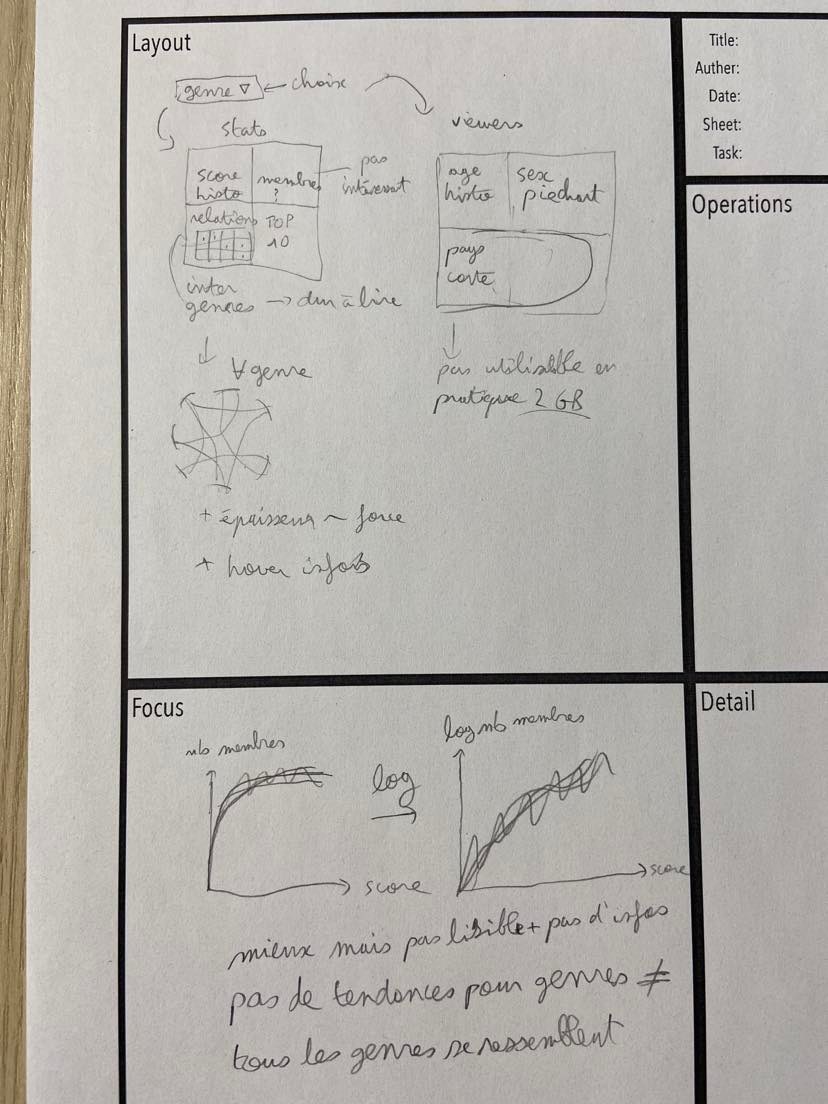 Layout
genre ▽ ← choix
stats
score
histo
membres
?
pas
intéressant
relations
TOP
10
inter
genres → dur à lire
∀ genre
+ épaisseur ~ force
+ hover infos
viewers
age
histo
sex
piechart
pays
carte
pas utilisable en
pratique 2 GB
Title:
Auther:
Date:
Sheet:
Task:
Operations
Focus
nb membres
score
log
log nb membres
score
mieux mais pas lisible + pas d'infos
pas de tendances pour genres ≠
tous les genres se ressemblent
Detail